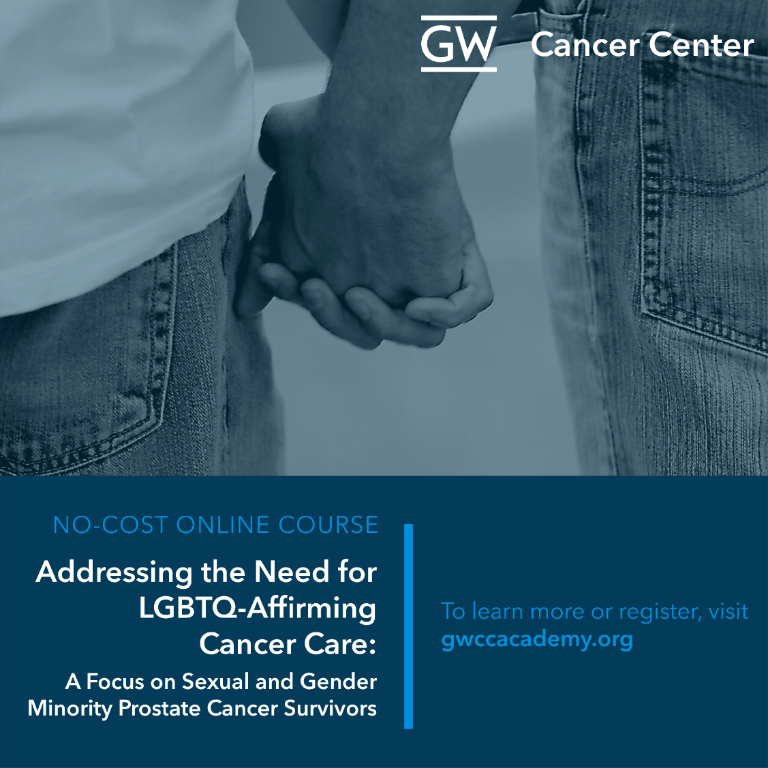 GW Cancer Center
NO-COST ONLINE COURSE
Addressing the Need for
LGBTQ-Affirming
Cancer Care:
A Focus on Sexual and Gender
Minority Prostate Cancer Survivors
To learn more or register, visit
gwccacademy.org